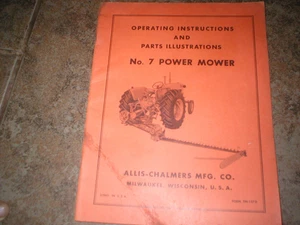 OPERATING INSTRUCTIONS
AND
PARTS ILLUSTRATIONS
No. 7 POWER MOWER
ALLIS-CHALMERS MFG. CO.
MILWAUKEE, WISCONSIN, U. S. A.